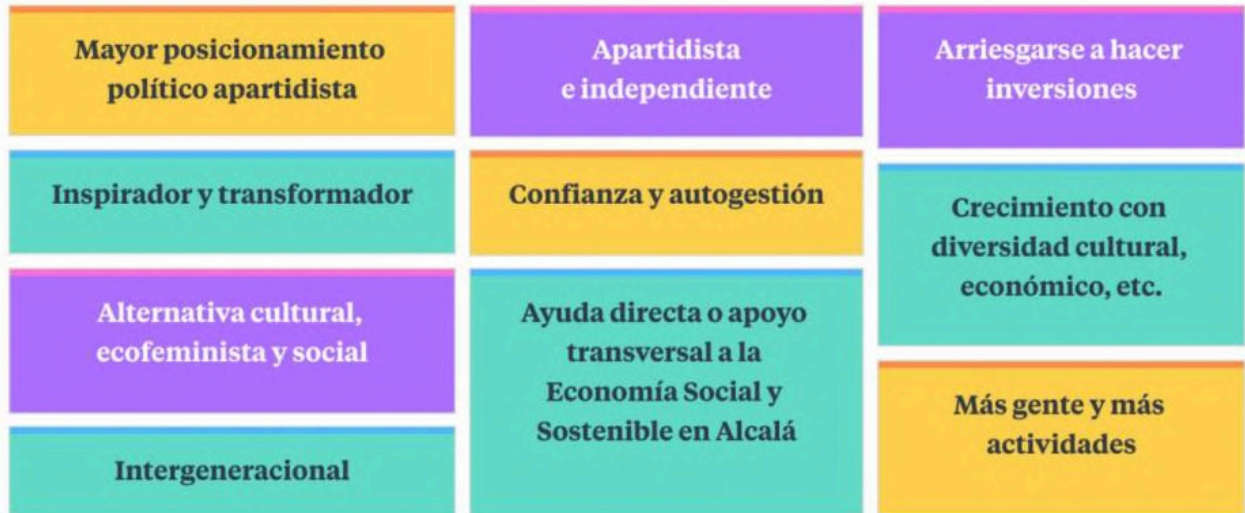 Mayor posicionamiento
político apartidista
Inspirador y transformador
Alternativa cultural,
ecofeminista y social
Intergeneracional
Apartidista
e independiente
Confianza y autogestión
Ayuda directa o apoyo
transversal a la
Economía Social y
Sostenible en Alcalá
Arriesgarse a hacer
inversiones
Crecimiento con
diversidad cultural,
económico, etc.
Más gente y más
actividades